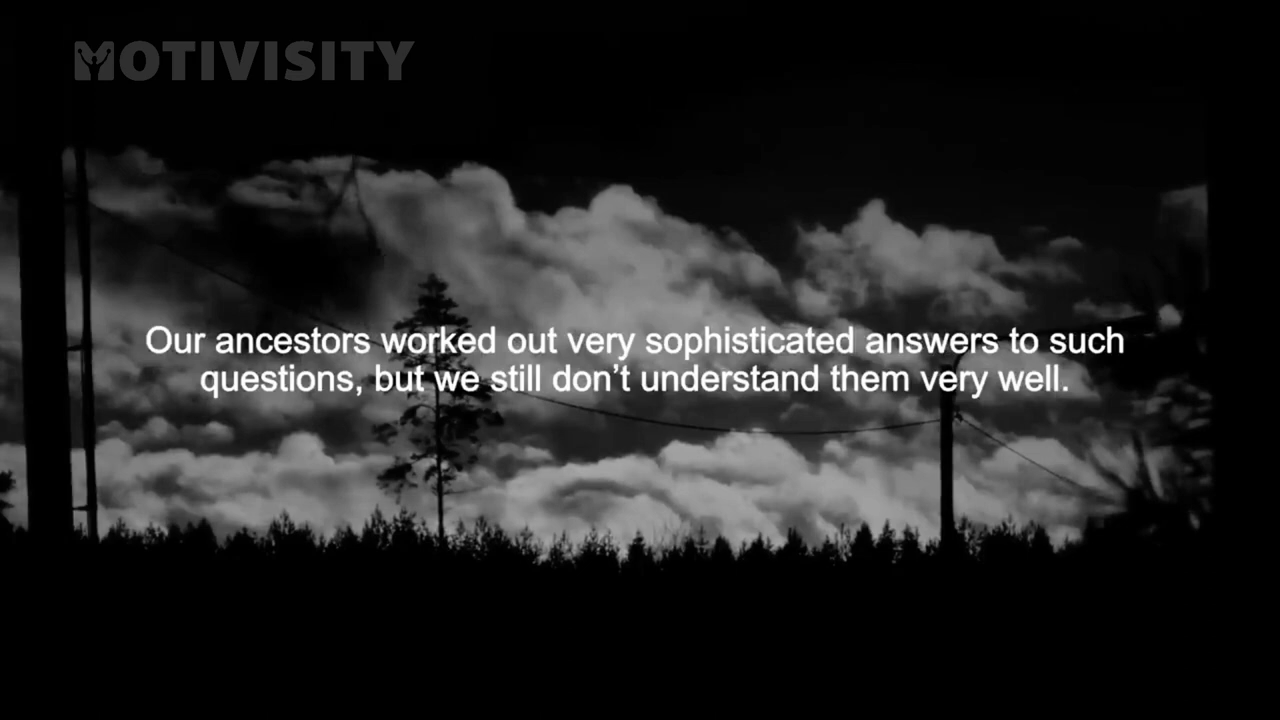 MOTIVISITY
Our ancestors worked out very sophisticated answers to such
questions, but we still don’t understand them very well.